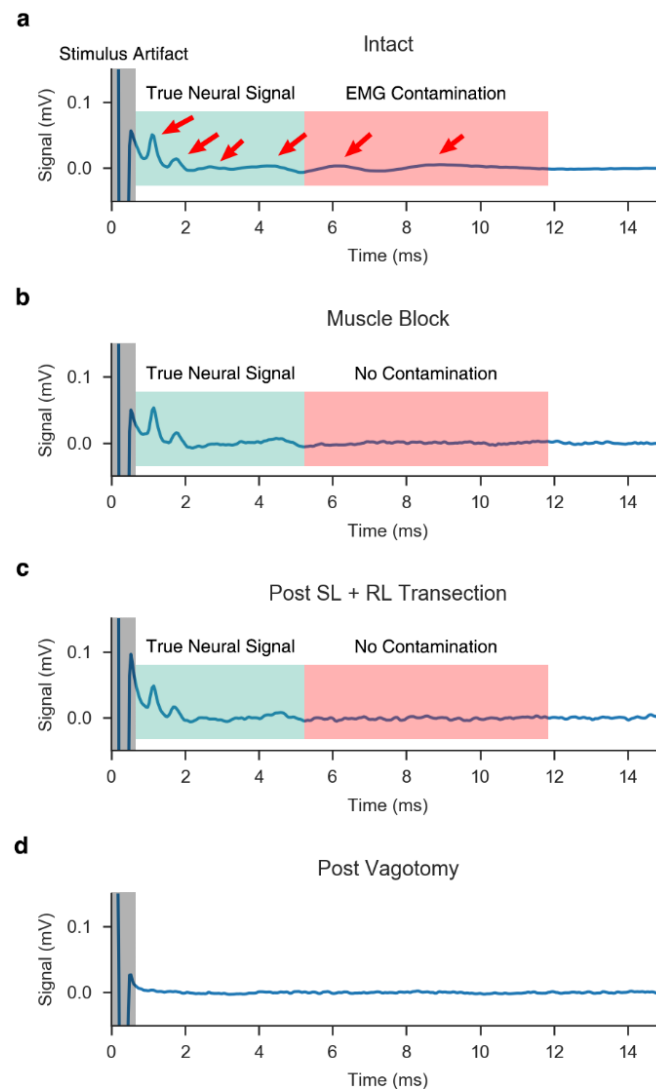 a
Intact
Stimulus Artifact
True Neural Signal EMG Contamination
Signal (mV)
0.1
0.0
0 2 4 6 8 10 12 14
Time (ms)
b
Muscle Block
True Neural Signal No Contamination
Signal (mV)
0.1
0.0
0 2 4 6 8 10 12 14
Time (ms)
c
Post SL + RL Transection
True Neural Signal No Contamination
Signal (mV)
0.1
0.0
0 2 4 6 8 10 12 14
Time (ms)
d
Post Vagotomy
Signal (mV)
0.1
0.0
0 2 4 6 8 10 12 14
Time (ms)